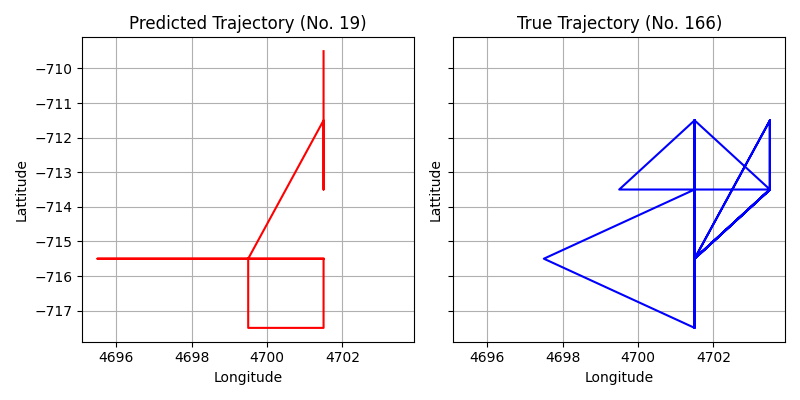 Predicted Trajectory (No. 19)
True Trajectory (No. 166)
Lattitude
−710
−711
−712
−713
−714
−715
−716
−717
4696
4698
4700
4702
Longitude
Lattitude
4696
4698
4700
4702
Longitude